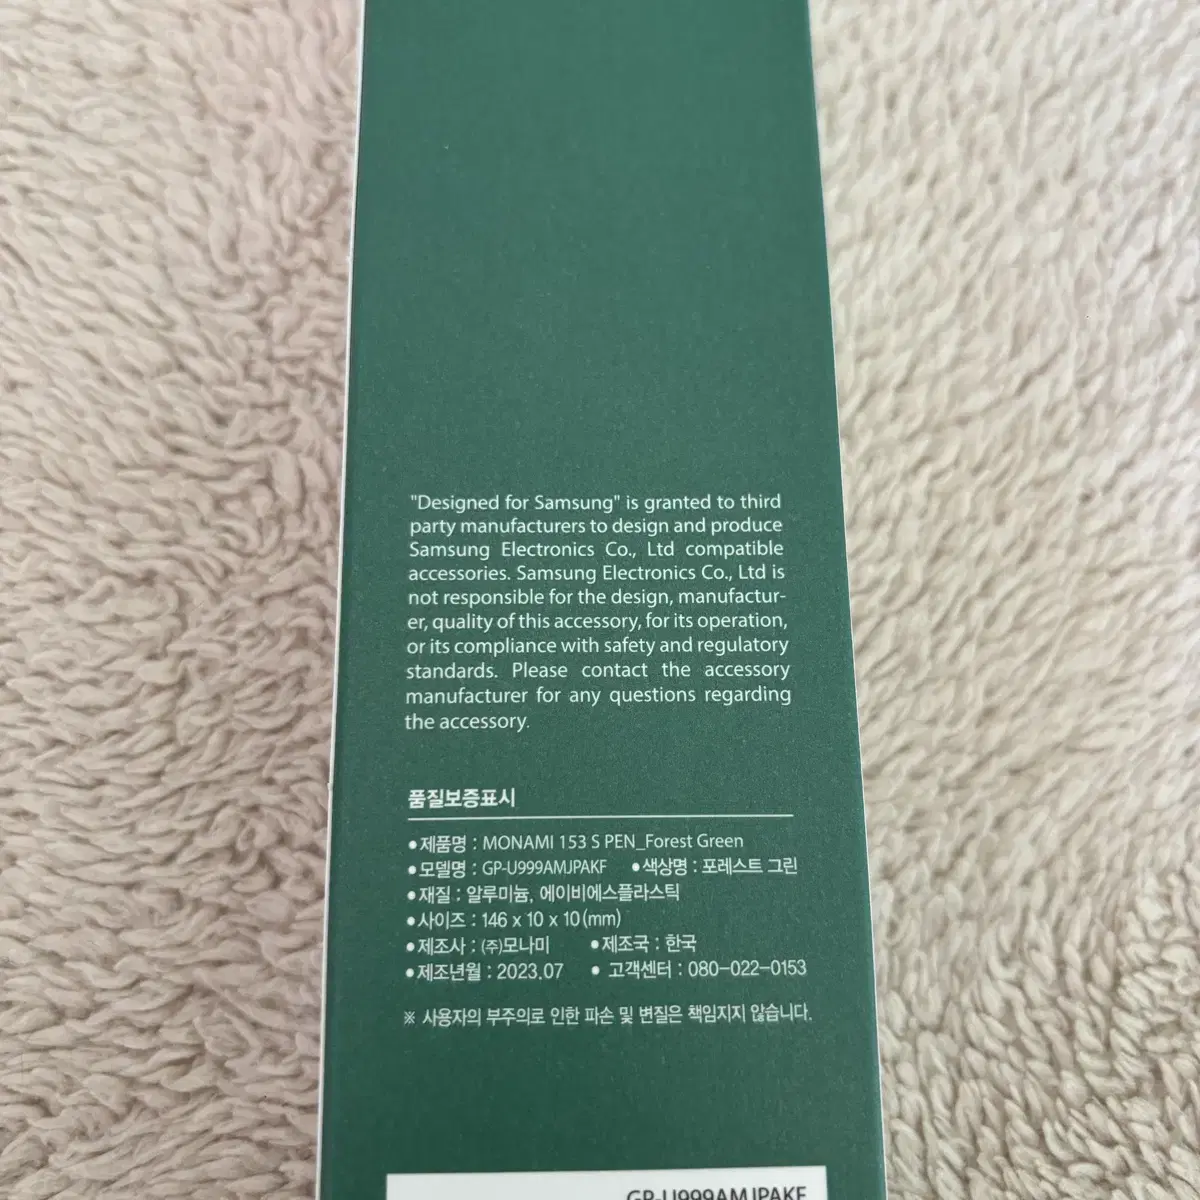 "Designed for Samsung" is granted to third
party manufacturers to design and produce
Samsung Electronics Co., Ltd compatible
accessories. Samsung Electronics Co., Ltd is
not responsible for the design, manufactur-
er, quality of this accessory, for its operation,
or its compliance with safety and regulatory
standards. Please contact the accessory
manufacturer for any questions regarding
the accessory.
품질보증표시
● 제품명 : MONAMI 153 S PEN_Forest Green
● 모델명 : GP-U999AMJPAKF ● 색상명 : 포레스트 그린
● 재질 : 알루미늄, 에이비에스플라스틱
● 사이즈 : 146 x 10 x 10(mm)
● 제조사 : (주)모나미 ● 제조국 : 한국
● 제조년월 : 2023.07 ● 고객센터 : 080-022-0153
※ 사용자의 부주의로 인한 파손 및 변질은 책임지지 않습니다.
GP-U999AMJPAKF